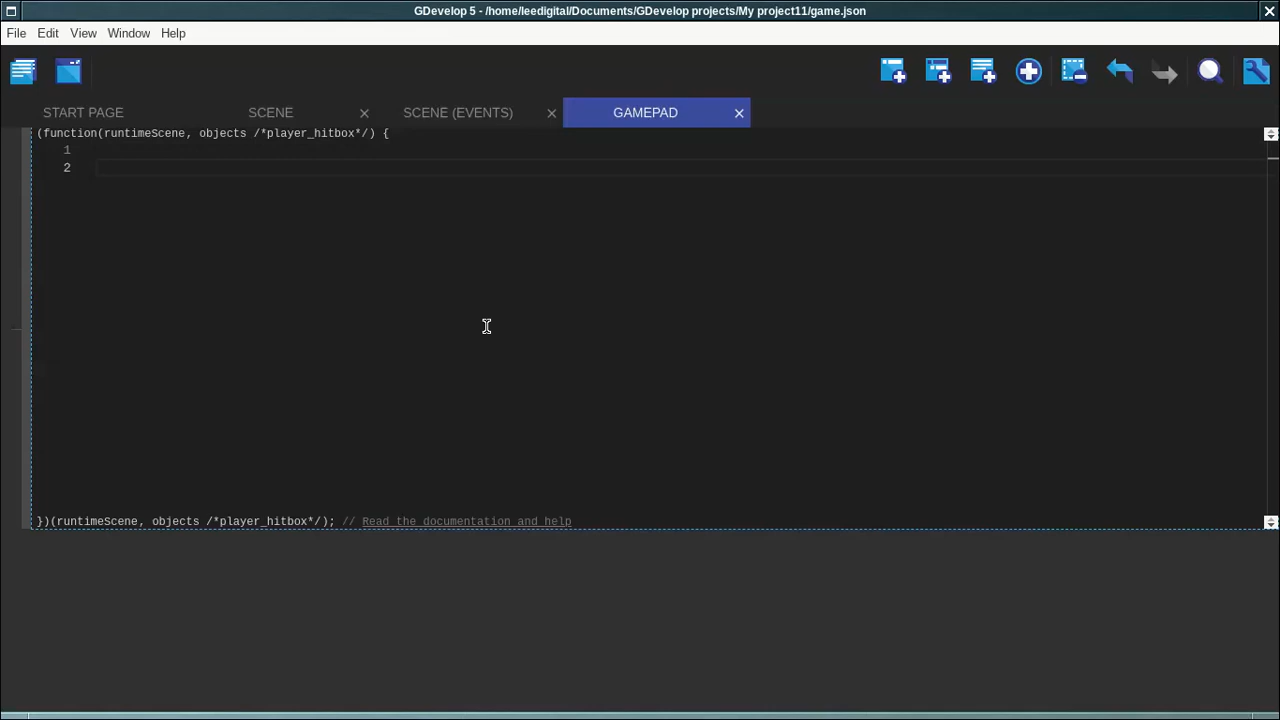 GDevelop 5 - /home/leedigital/Documents/GDevelop projects/My project11/game.json
File Edit View Window Help
START PAGE SCENE SCENE (EVENTS) GAMEPAD
(function(runtimeScene, objects /*player_hitbox*/) {
1
2
})(runtimeScene, objects /*player_hitbox*/); // Read the documentation and help